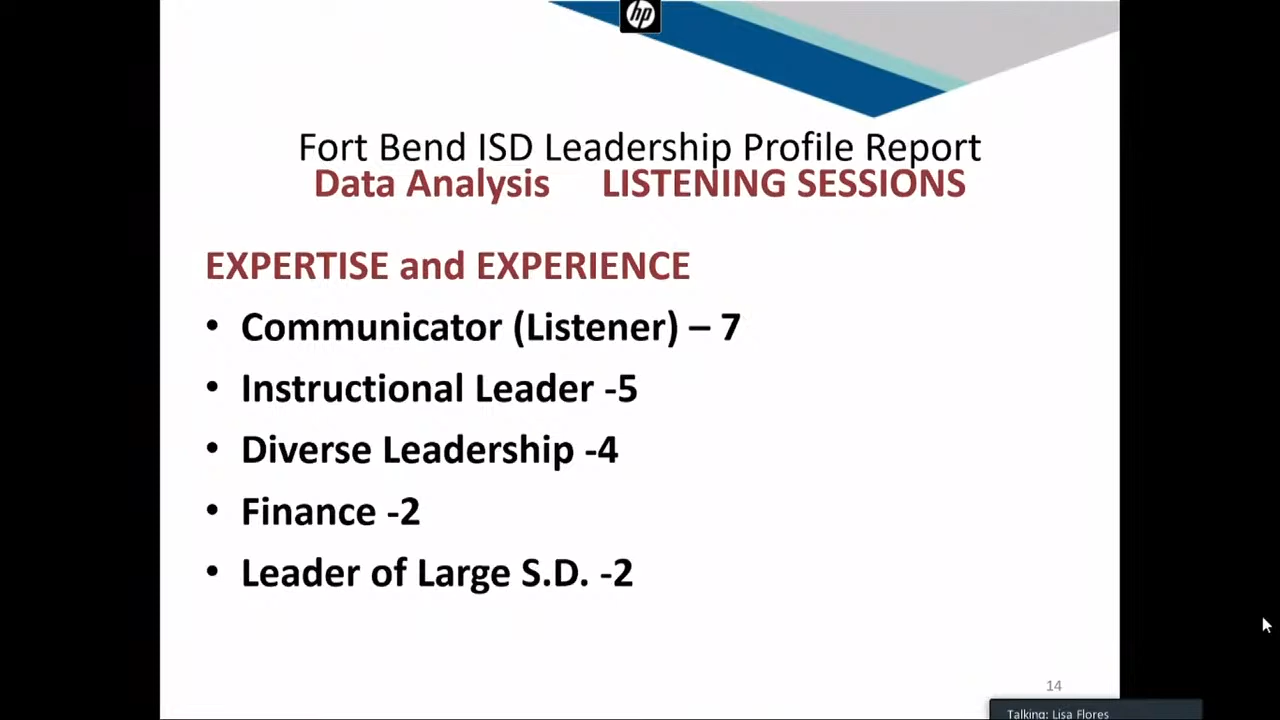 hp
Fort Bend ISD Leadership Profile Report
Data Analysis LISTENING SESSIONS
EXPERTISE and EXPERIENCE
• Communicator (Listener) – 7
• Instructional Leader -5
• Diverse Leadership -4
• Finance -2
• Leader of Large S.D. -2
14
Talking: Lisa Flores